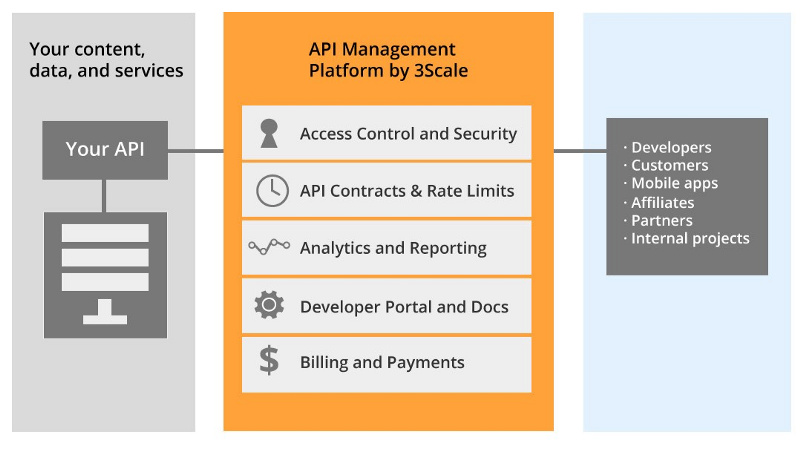 Your content,
data, and services
Your API
API Management
Platform by 3Scale
Access Control and Security
API Contracts & Rate Limits
Analytics and Reporting
Developer Portal and Docs
$ Billing and Payments
· Developers
· Customers
· Mobile apps
· Affiliates
· Partners
· Internal projects